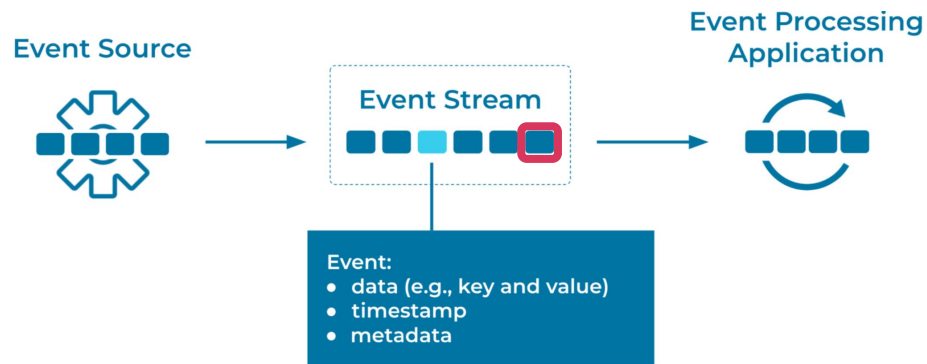 Event Source
Event Stream
Event Processing
Application
Event:
● data (e.g., key and value)
● timestamp
● metadata